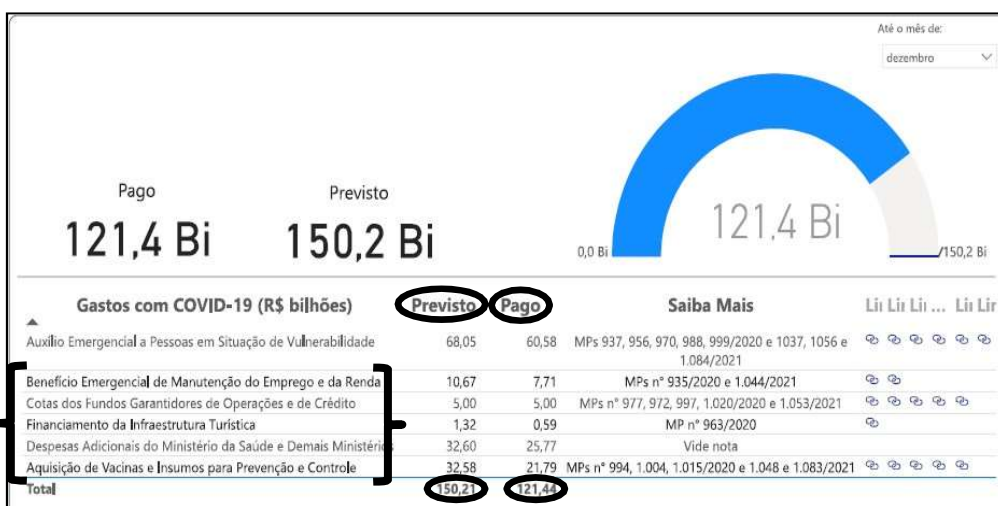 Até o mês de:
dezembro
Pago
Previsto
121,4 Bi
150,2 Bi
121,4 Bi
0,0 Bi
150,2 Bi
Gastos com COVID-19 (R$ bilhões) Previsto Pago Saiba Mais Lin Lin Lin ... Lin Lin
Auxílio Emergencial a Pessoas em Situação de Vulnerabilidade 68,05 60,58 MPs 937, 956, 970, 988, 999/2020 e 1037, 1056 e
1.084/2021
Benefício Emergencial de Manutenção do Emprego e da Renda 10,67 7,71 MPs n° 935/2020 e 1.044/2021
Cotas dos Fundos Garantidores de Operações e de Crédito 5,00 5,00 MPs n° 977, 972, 997, 1.020/2020 e 1.053/2021
Financiamento da Infraestrutura Turística 1,32 0,59 MP n° 963/2020
Despesas Adicionais do Ministério da Saúde e Demais Ministérios 32,60 25,77 Vide nota
Aquisição de Vacinas e Insumos para Prevenção e Controle 32,58 21,79 MPs n° 994, 1.004, 1.015/2020 e 1.048 e 1.083/2021
Total 150,21 121,44